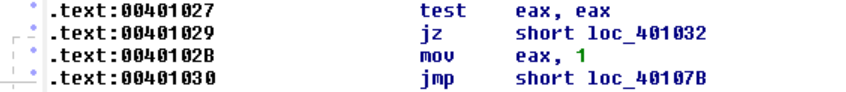 .text:00401027 test eax, eax
.text:00401029 jz short loc_401032
.text:0040102B mov eax, 1
.text:00401030 jmp short loc_40107B